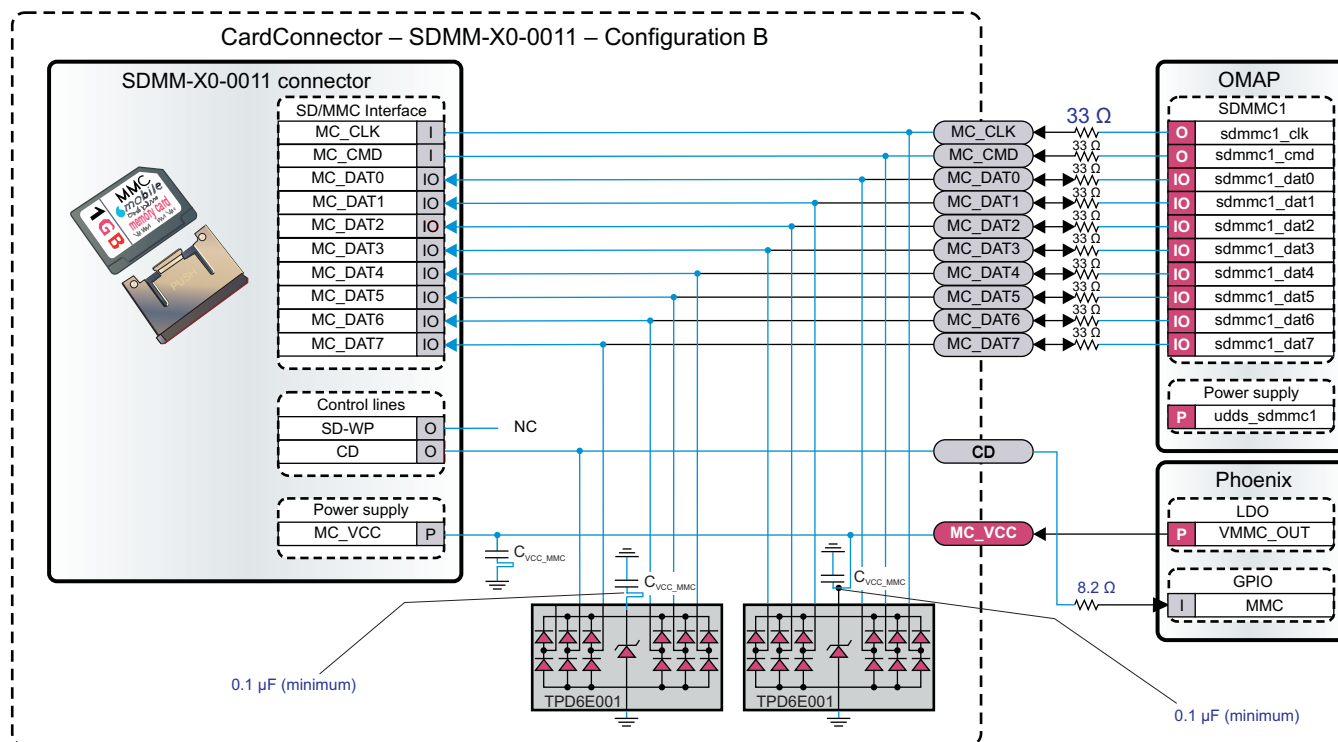 CardConnector – SDMM-X0-0011 – Configuration B
SDMM-X0-0011 connector
SD/MMC Interface
MC_CLK I
MC_CMD I
MC_DAT0 IO
MC_DAT1 IO
MC_DAT2 IO
MC_DAT3 IO
MC_DAT4 IO
MC_DAT5 IO
MC_DAT6 IO
MC_DAT7 IO
Control lines
SD-WP O
NC
CD O
Power supply
MC_VCC P
MMC
mobile
memory card
1GB
PUSH
MC_CLK
MC_CMD
MC_DAT0
MC_DAT1
MC_DAT2
MC_DAT3
MC_DAT4
MC_DAT5
MC_DAT6
MC_DAT7
CD
MC_VCC
33 Ω
33 Ω
33 Ω
33 Ω
33 Ω
33 Ω
33 Ω
33 Ω
33 Ω
33 Ω
OMAP
SDMMC1
O sdmmc1_clk
O sdmmc1_cmd
IO sdmmc1_dat0
IO sdmmc1_dat1
IO sdmmc1_dat2
IO sdmmc1_dat3
IO sdmmc1_dat4
IO sdmmc1_dat5
IO sdmmc1_dat6
IO sdmmc1_dat7
Power supply
P udds_sdmmc1
Phoenix
LDO
P VMMC_OUT
GPIO
8.2 Ω
I MMC
CVCC_MMC
CVCC_MMC
CVCC_MMC
TPD6E001
TPD6E001
0.1 µF (minimum)
0.1 µF (minimum)